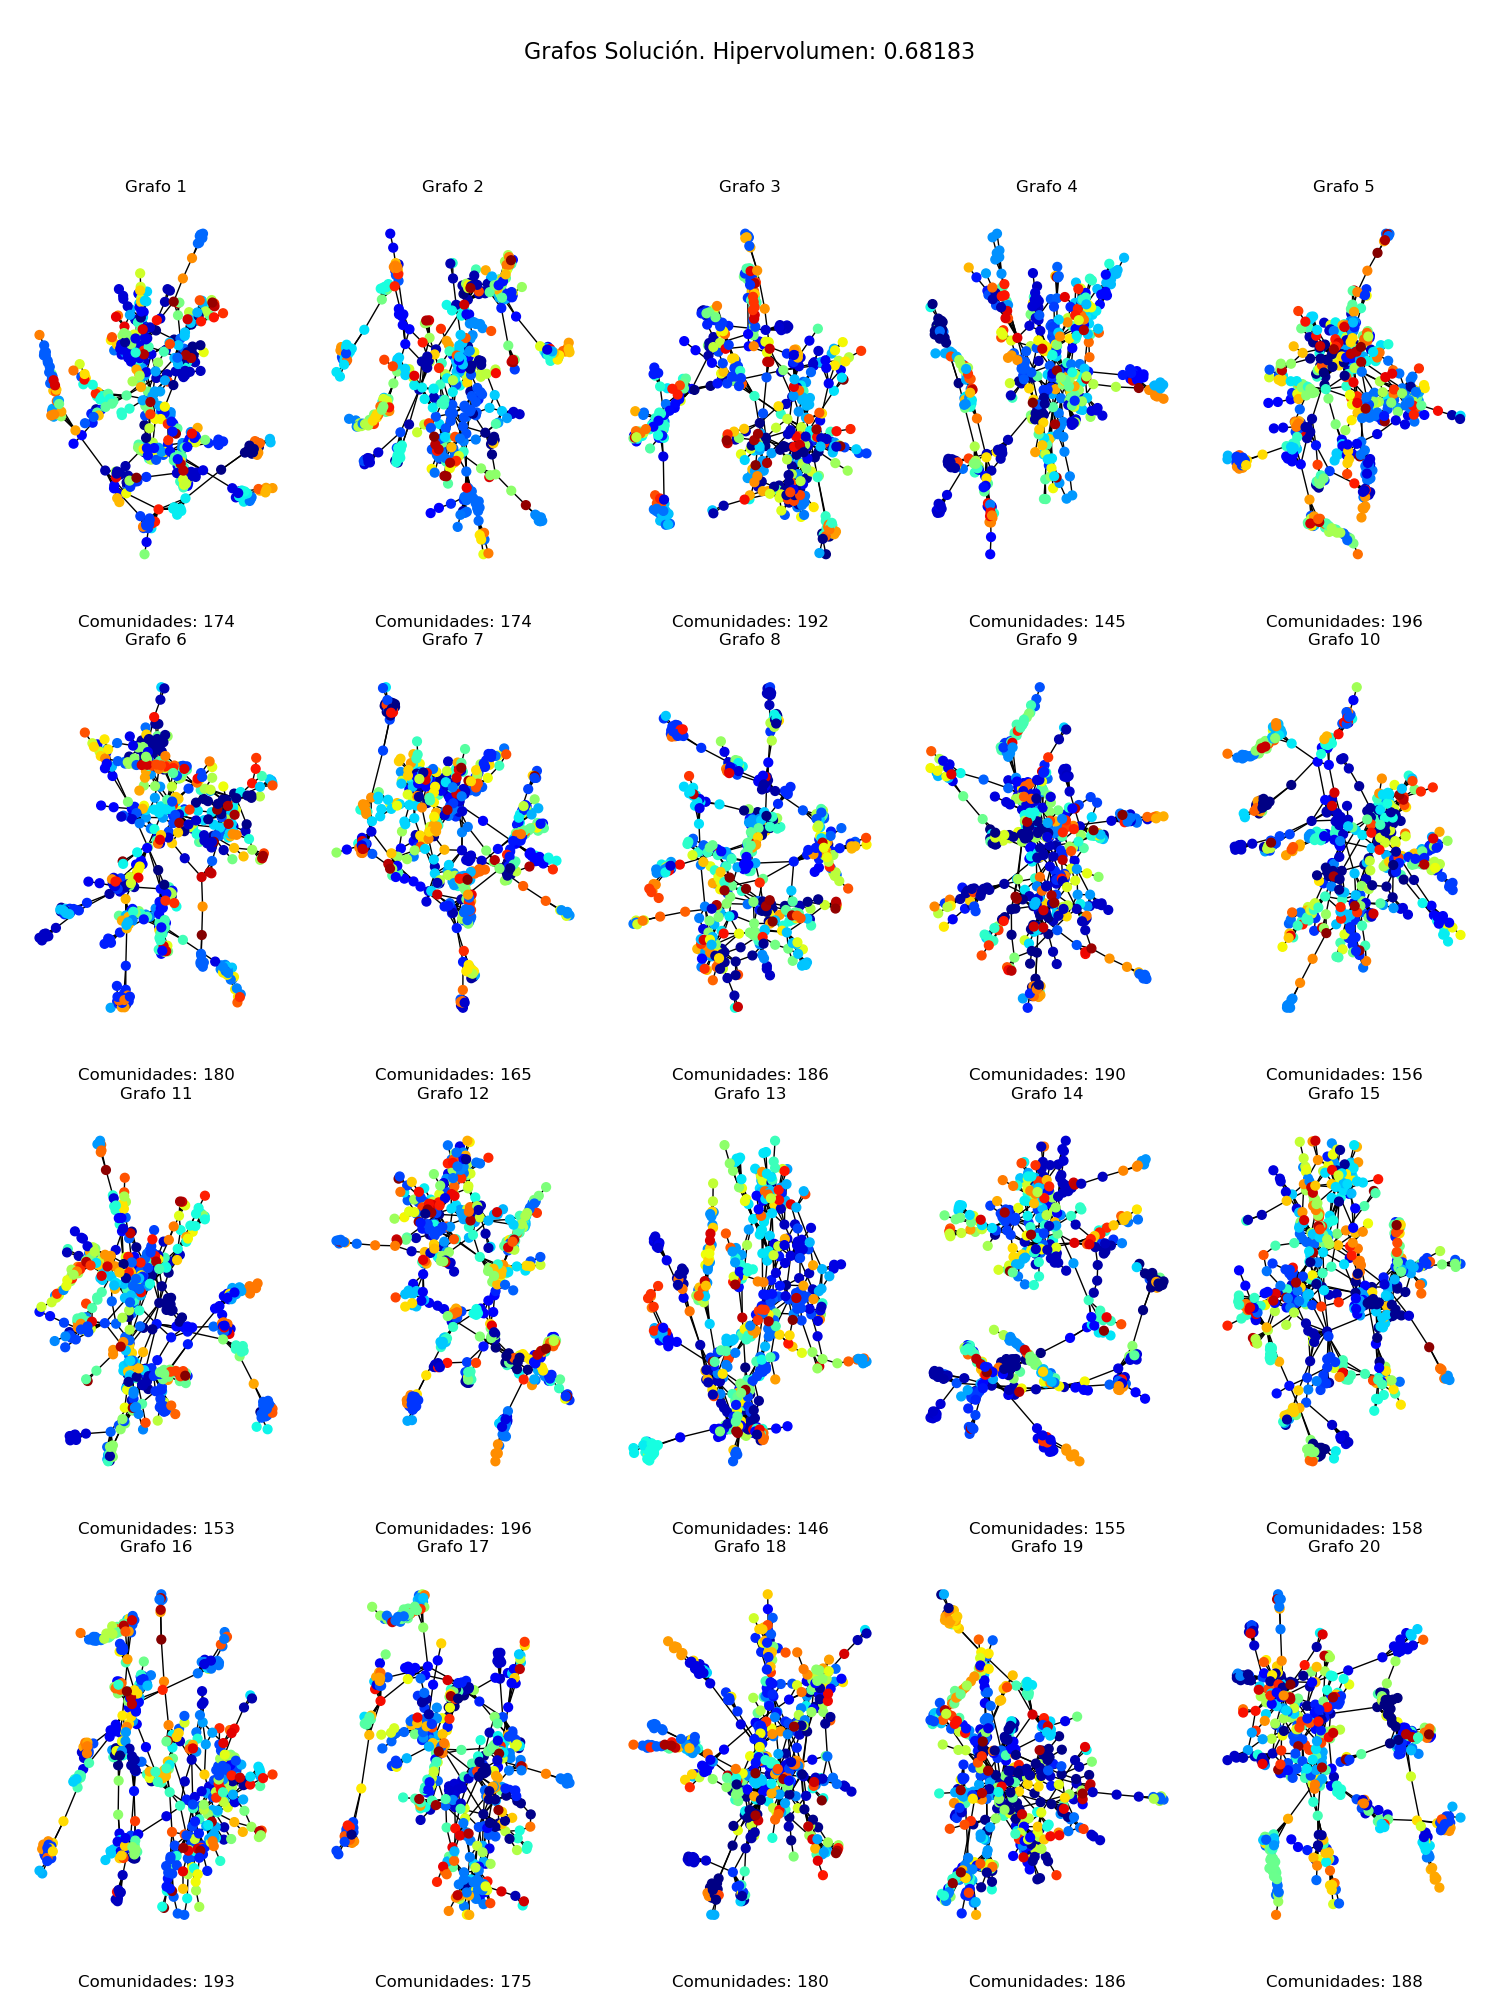 Grafos Solución. Hipervolumen: 0.68183
Grafo 1
Grafo 2
Grafo 3
Grafo 4
Grafo 5
Comunidades: 174
Comunidades: 174
Comunidades: 192
Comunidades: 145
Comunidades: 196
Grafo 6
Grafo 7
Grafo 8
Grafo 9
Grafo 10
Comunidades: 180
Comunidades: 165
Comunidades: 186
Comunidades: 190
Comunidades: 156
Grafo 11
Grafo 12
Grafo 13
Grafo 14
Grafo 15
Comunidades: 153
Comunidades: 196
Comunidades: 146
Comunidades: 155
Comunidades: 158
Grafo 16
Grafo 17
Grafo 18
Grafo 19
Grafo 20
Comunidades: 193
Comunidades: 175
Comunidades: 180
Comunidades: 186
Comunidades: 188